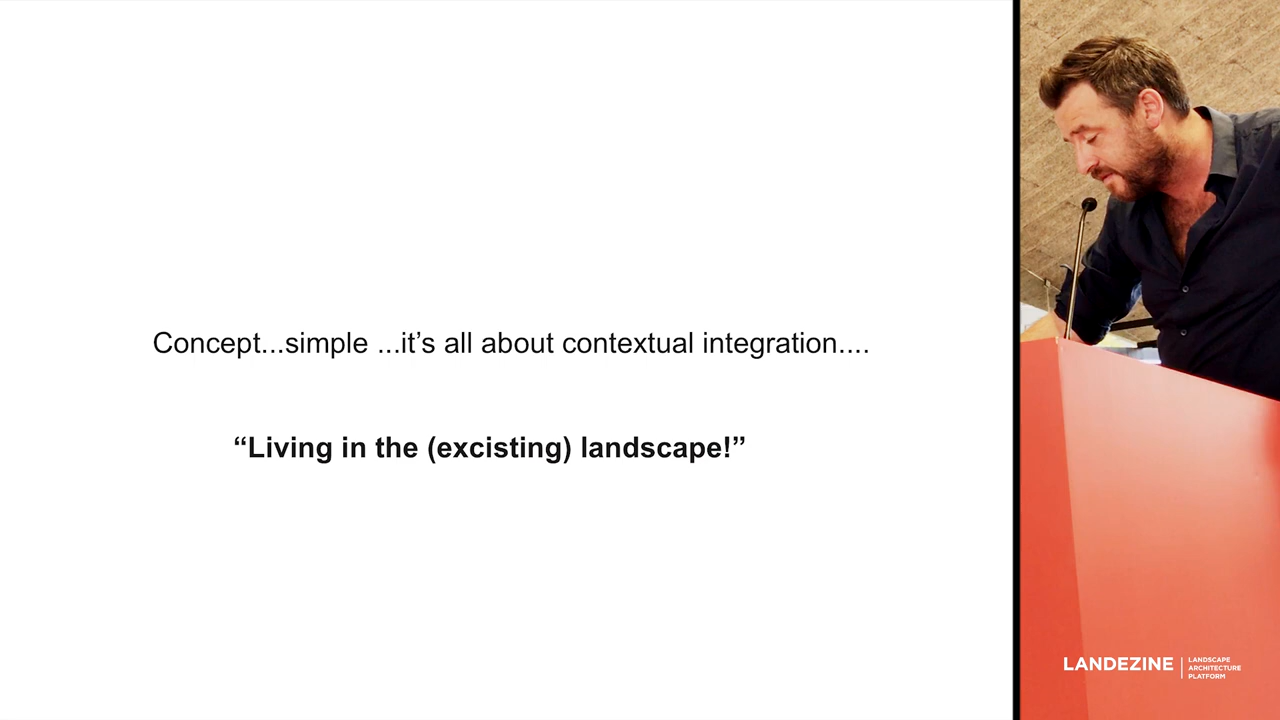 Concept...simple ...it’s all about contextual integration....
“Living in the (excisting) landscape!”
LANDEZINE
LANDSCAPE
ARCHITECTURE
PLATFORM